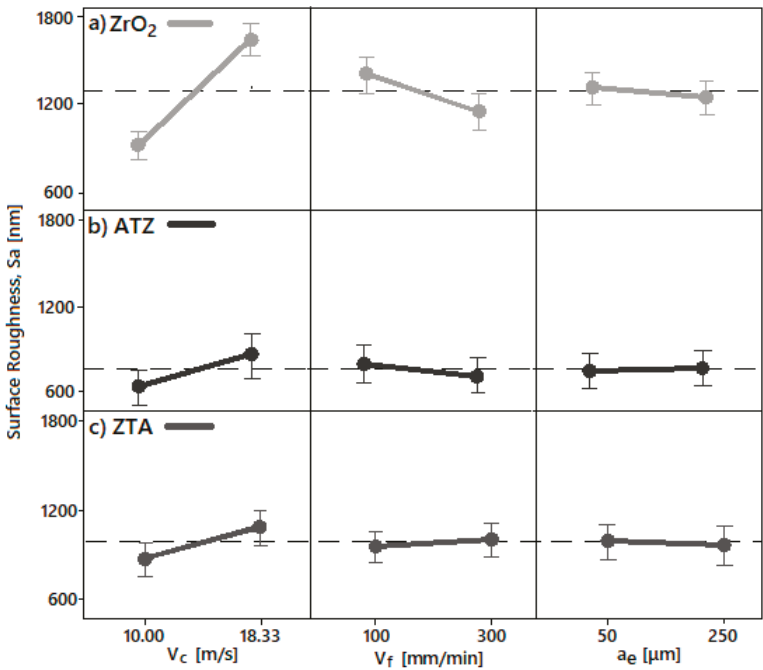 Surface Roughness, Sa [nm]
1800
a) ZrO2
1200
600
1800
b) ATZ
1200
600
1800
c) ZTA
1200
600
10.00 18.33 100 300 50 250
Vc [m/s] Vf [mm/min] ae [µm]